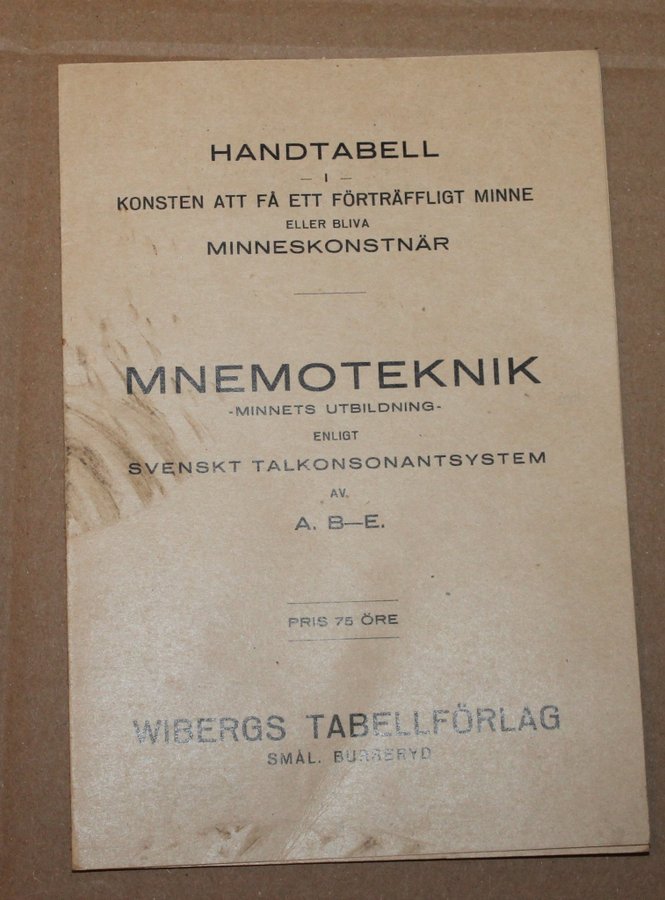 HANDTABELL
— I —
KONSTEN ATT FÅ ETT FÖRTRÄFFLIGT MINNE
ELLER BLIVA
MINNESKONSTNÄR
MNEMOTEKNIK
-MINNETS UTBILDNING-
ENLIGT
SVENSKT TALKONSONANTSYSTEM
AV.
A. B—E.
PRIS 75 ÖRE
WIBERGS TABELLFÖRLAG
SMÅL. BURSERYD